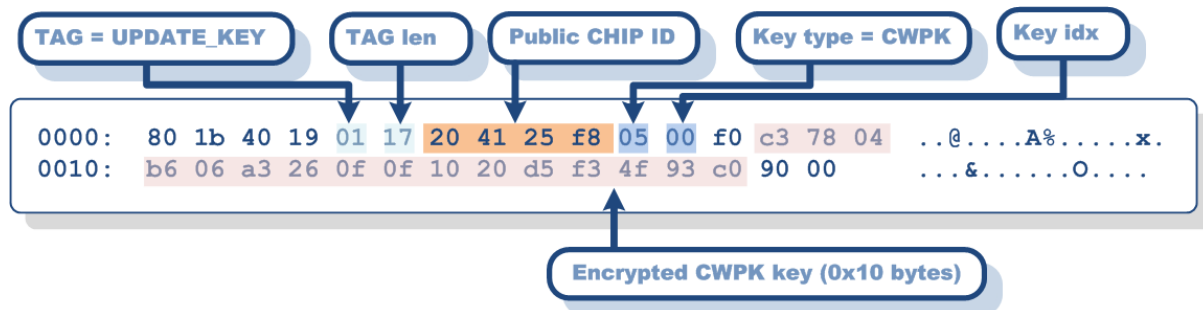 TAG = UPDATE_KEY TAG len Public CHIP ID Key type = CWPK Key idx
0000: 80 1b 40 19 01 17 20 41 25 f8 05 00 f0 c3 78 04 ..@....A%.....x.
0010: b6 06 a3 26 0f 0f 10 20 d5 f3 4f 93 c0 90 00 ...&......O....
Encrypted CWPK key (0x10 bytes)